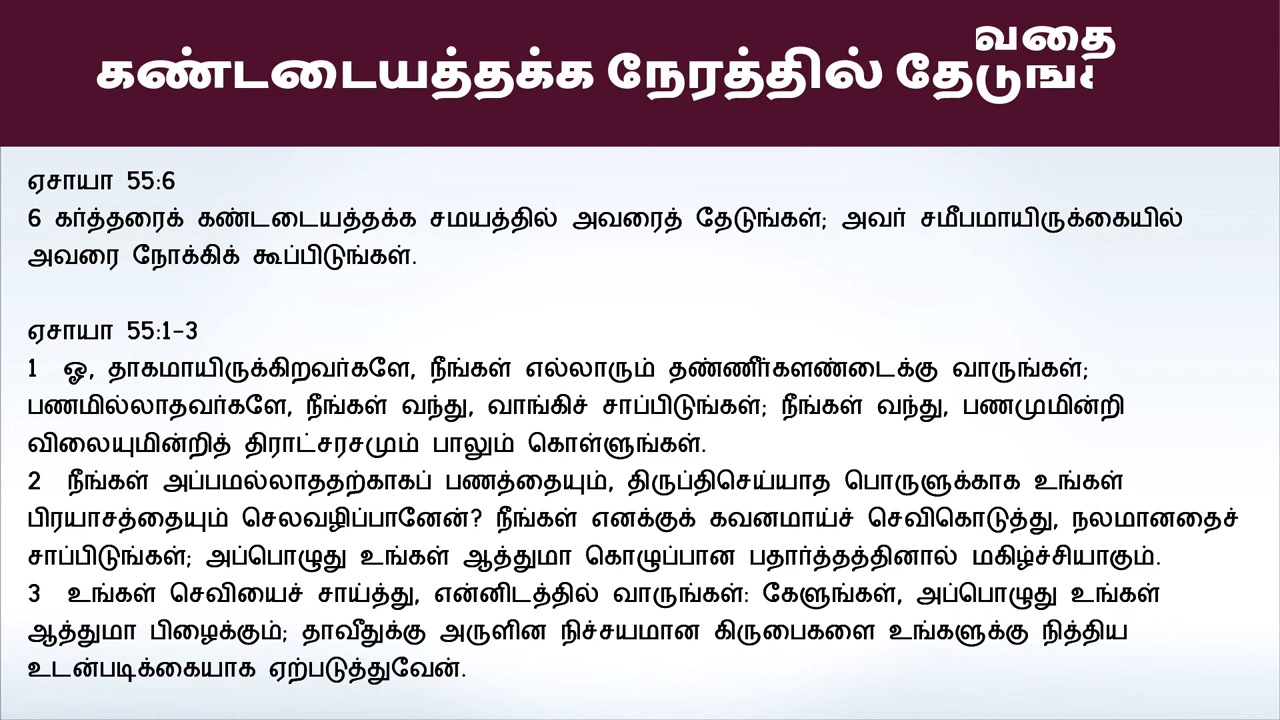 வதை
கண்டடையத்தக்க நேரத்தில்
ஏசாயா 55:6
6 கர்த்தரைக் கண்டடையத்தக்க சமயத்தில் அவரைத் தேடுங்கள்; அவர் சமீபமாயிருக்கையில்
அவரை நோக்கிக் கூப்பிடுங்கள்.
ஏசாயா 55:1-3
1 ஓ, தாகமாயிருக்கிறவர்களே, நீங்கள் எல்லாரும் தண்ணீர்களண்டைக்கு வாருங்கள்;
பணமில்லாதவர்களே, நீங்கள் வந்து, வாங்கிச் சாப்பிடுங்கள்; நீங்கள் வந்து, பணமுமின்றி
விலையுமின்றித் திராட்சரசமும் பாலும் கொள்ளுங்கள்.
2 நீங்கள் அப்பமல்லாததற்காகப் பணத்தையும், திருப்திசெய்யாத பொருளுக்காக உங்கள்
பிரயாசத்தையும் செலவழிப்பானேன்? நீங்கள் எனக்குக் கவனமாய்ச் செவிகொடுத்து, நலமானதைச்
சாப்பிடுங்கள்; அப்பொழுது உங்கள் ஆத்துமா கொழுப்பான பதார்த்தத்தினால் மகிழ்ச்சியாகும்.
3 உங்கள் செவியைச் சாய்த்து, என்னிடத்தில் வாருங்கள்: கேளுங்கள், அப்பொழுது உங்கள்
ஆத்துமா பிழைக்கும்; தாவீதுக்கு அருளின நிச்சயமான கிருபைகளை உங்களுக்கு நித்திய
உடன்படிக்கையாக ஏற்படுத்துவேன்.